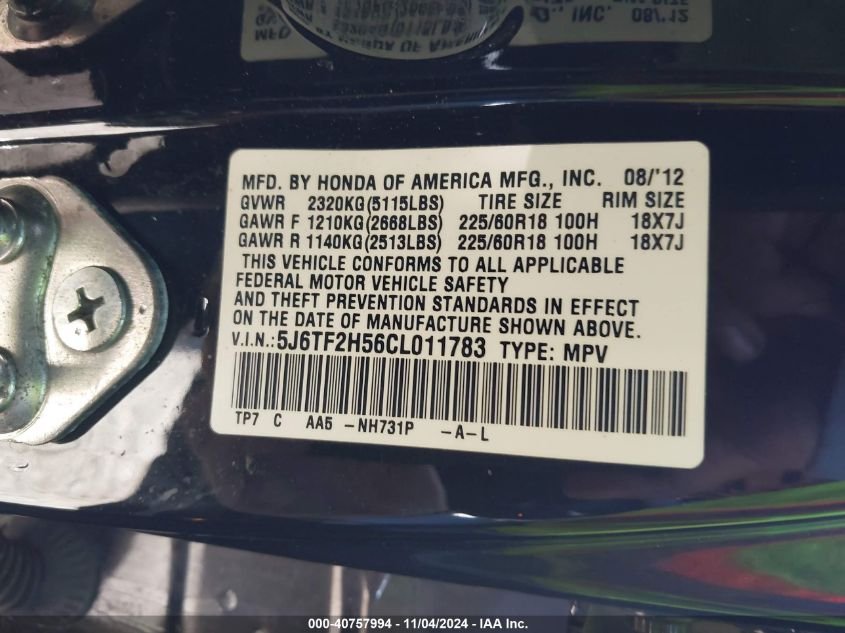 Q., INC. 08/'12
MFD. BY HONDA OF AMERICA MFG., INC. 08/'12
GVWR 2320KG(5115LBS) TIRE SIZE RIM SIZE
GAWR F 1210KG(2668LBS) 225/60R18 100H 18X7J
GAWR R 1140KG(2513LBS) 225/60R18 100H 18X7J
THIS VEHICLE CONFORMS TO ALL APPLICABLE
FEDERAL MOTOR VEHICLE SAFETY
AND THEFT PREVENTION STANDARDS IN EFFECT
ON THE DATE OF MANUFACTURE SHOWN ABOVE.
V.I.N.:5J6TF2H56CL011783 TYPE: MPV
TP7 C AA5 -NH731P -A-L
000-40757994 - 11/04/2024 - IAA Inc.